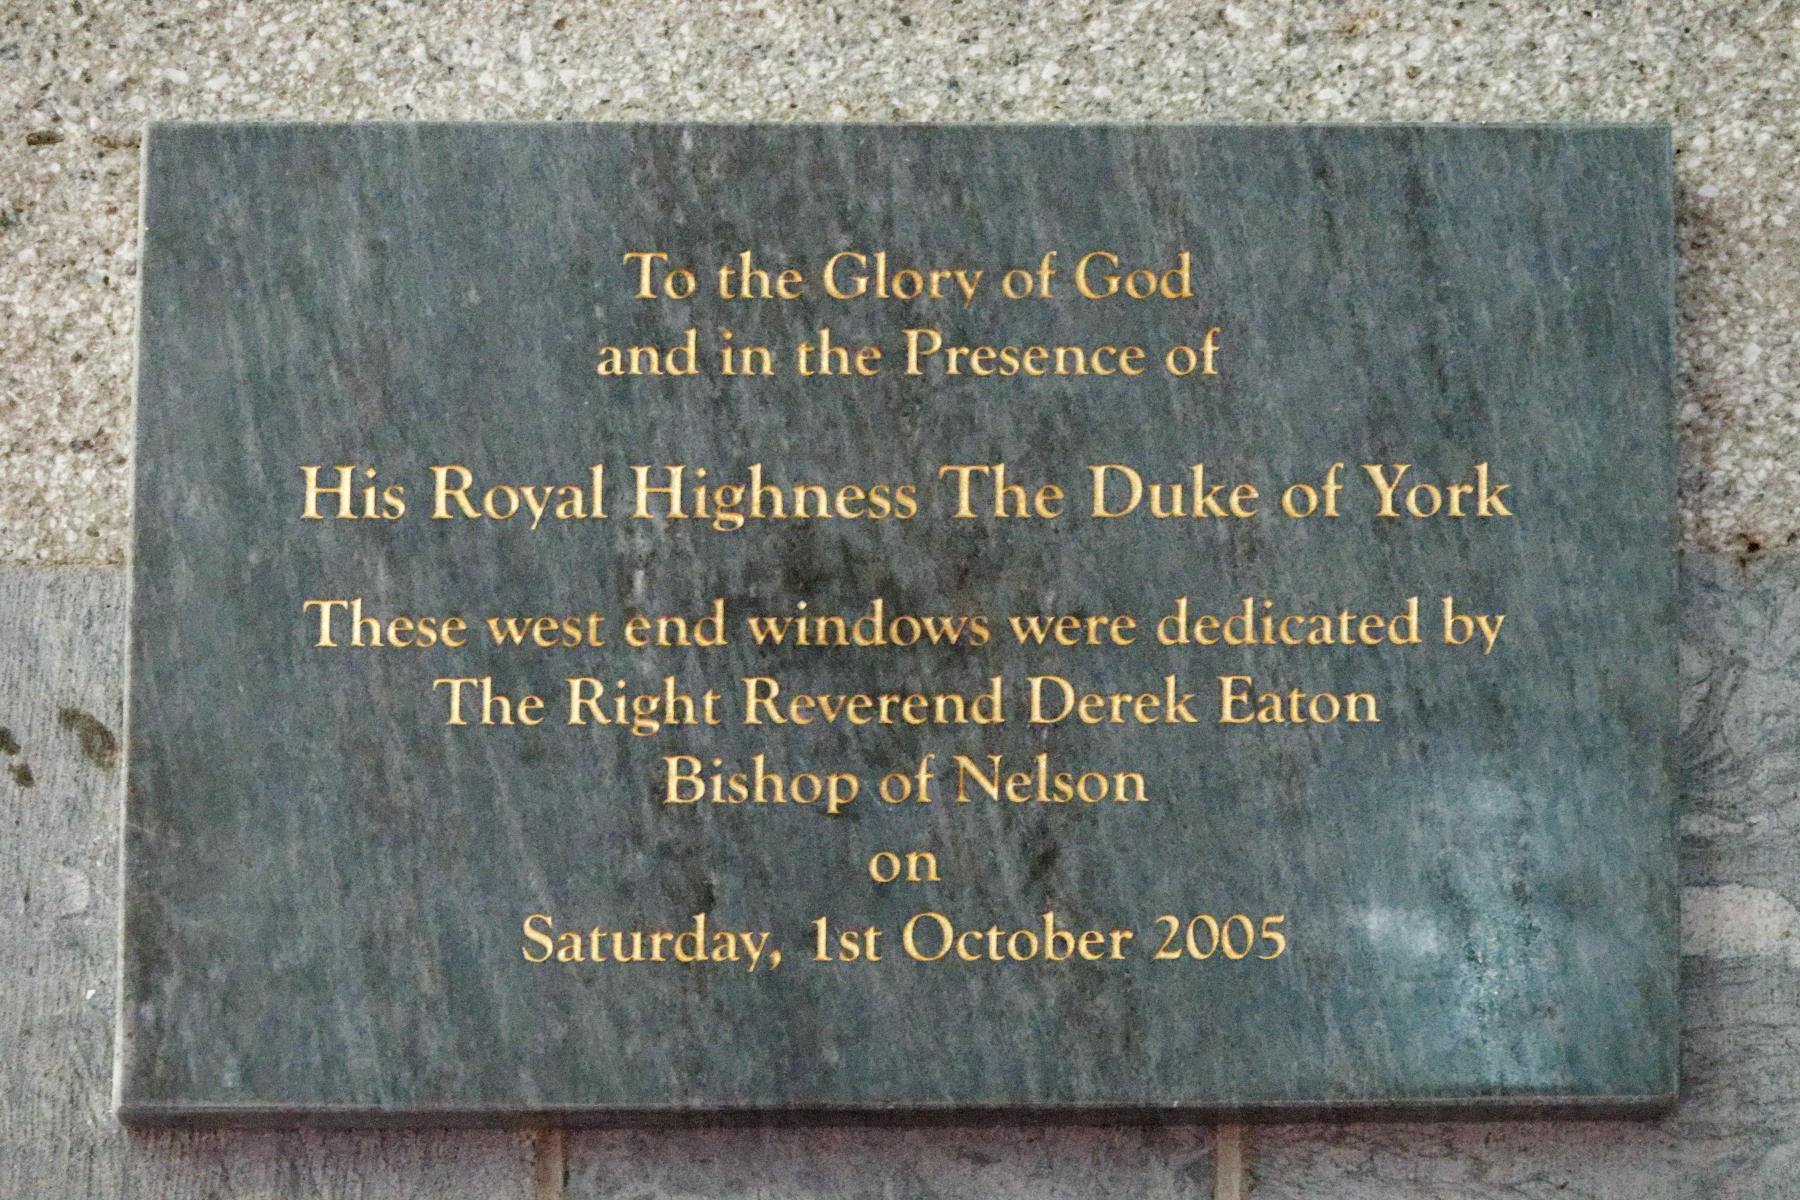 To the Glory of God
and in the Presence of
His Royal Highness The Duke of York
These west end windows were dedicated by
The Right Reverend Derek Eaton
Bishop of Nelson
on
Saturday, 1st October 2005